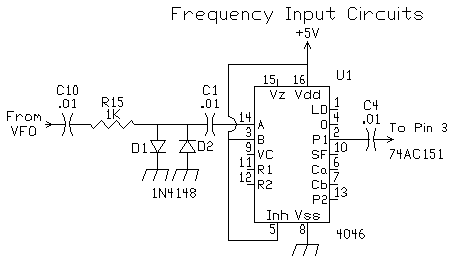 Frequency Input Circuits
+5V
15 16 U1
Vz Vdd
C10
.01
R15
1K
C1
.01
From
VFO
14 A
3 B
9 VC
11 R1
12 R2
LD 1
0 4
P1 2
SF 10
Ca 6
Cb 7
P2 13
C4
.01
To Pin 3
74AC151
D1
D2
1N4148
Inh Vss
5 8
4046